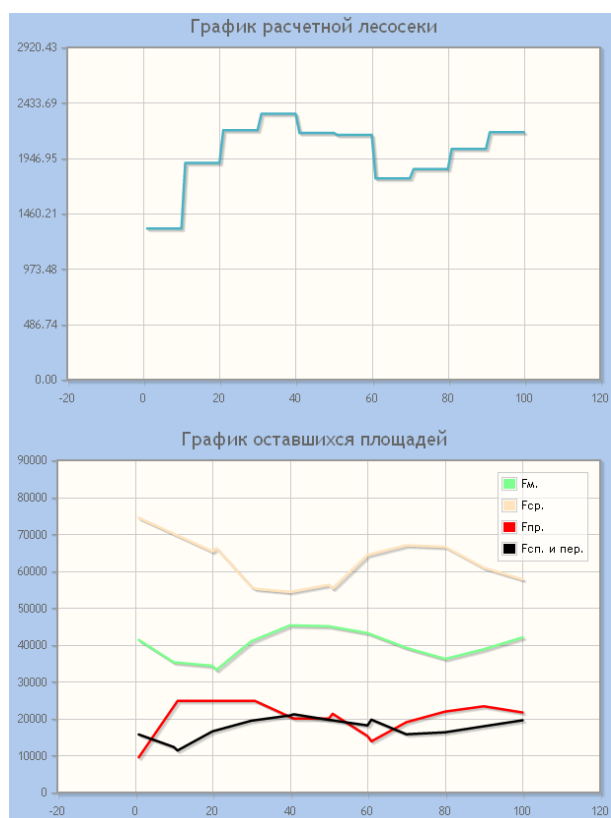 График расчетной лесосеки
2920.43
2433.69
1946.95
1460.21
973.48
486.74
0.00
-20 0 20 40 60 80 100 120
График оставшихся площадей
90000
80000
70000
60000
50000
40000
30000
20000
10000
0
Fм.
Fср.
Fпр.
Fсп. и пер.
-20 0 20 40 60 80 100 120